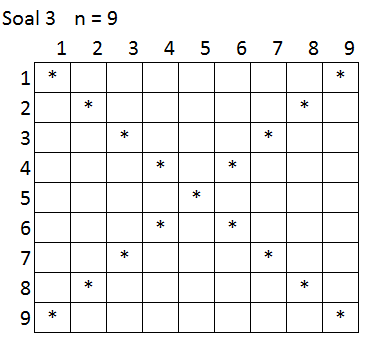 Soal 3 n = 9
1 2 3 4 5 6 7 8 9
1 * *
2 * *
3 * *
4 * *
5 *
6 * *
7 * *
8 * *
9 * *